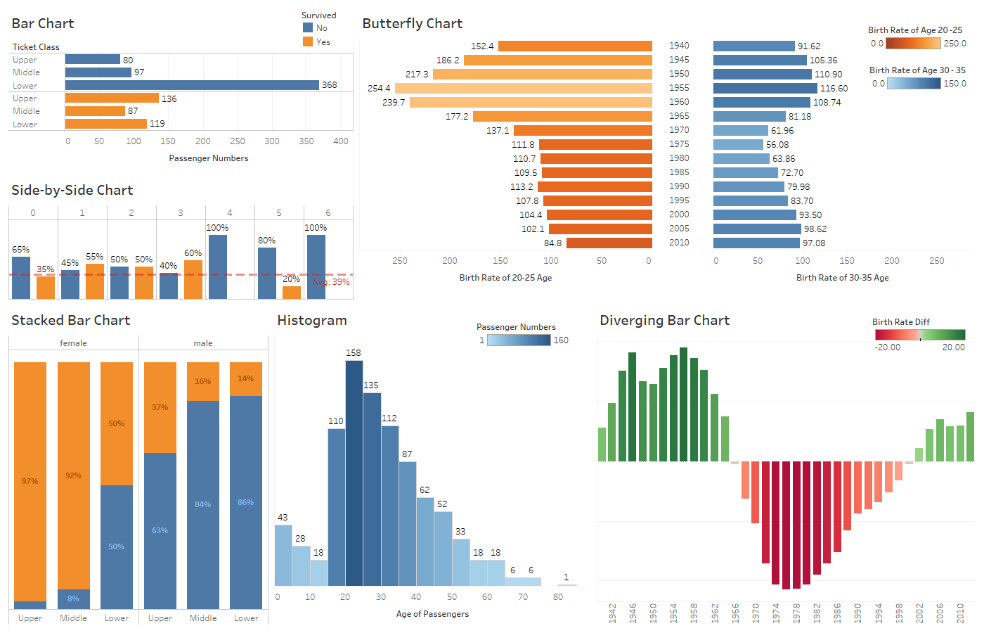 Bar Chart
Survived
No
Yes
Ticket Class
Upper 80
Middle 97
Lower 368
Upper 136
Middle 87
Lower 119
0 50 100 150 200 250 300 350 400
Passenger Numbers
Butterfly Chart
Birth Rate of Age 20 -25
0.0 250.0
Birth Rate of Age 30 - 35
0.0 150.0
152.4 1940 91.62
186.2 1945 105.36
217.3 1950 110.90
254.4 1955 116.60
239.7 1960 108.74
177.2 1965 81.18
137.1 1970 61.96
111.8 1975 56.08
110.7 1980 63.86
109.5 1985 72.70
113.2 1990 79.98
107.8 1995 83.70
104.4 2000 93.50
102.1 2005 98.62
84.8 2010 97.08
250 200 150 100 50 0 0 50 100 150 200 250
Birth Rate of 20-25 Age Birth Rate of 30-35 Age
Side-by-Side Chart
0 1 2 3 4 5 6
65% 35% 45% 55% 50% 50% 40% 60% 100% 80% 20% 100%
Avg: 39%
Stacked Bar Chart
female male
97% 92% 50% 37% 16% 14%
8% 50% 63% 84% 86%
Upper Middle Lower Upper Middle Lower
Histogram
Passenger Numbers
1 160
43 28 18 110 158 135 112 87 62 52 33 18 18 6 6 1
0 10 20 30 40 50 60 70 80
Age of Passengers
Diverging Bar Chart
Birth Rate Diff
-20.00 20.00
1942 1946 1950 1954 1958 1962 1966 1970 1974 1978 1982 1986 1990 1994 1998 2002 2006 2010